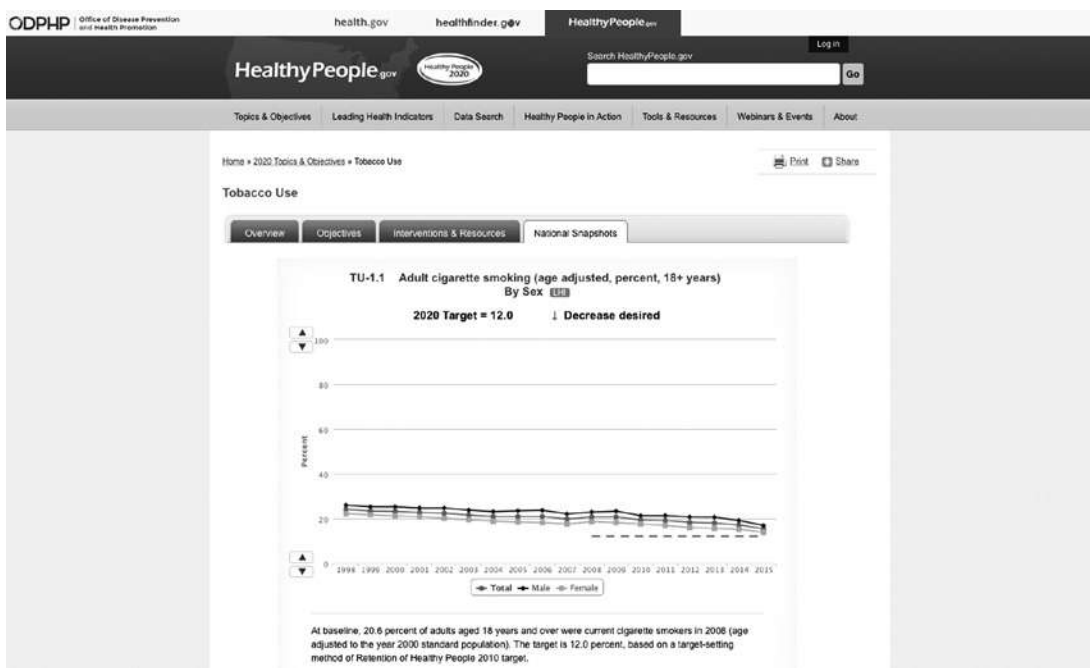 ODPHP Office of Disease Prevention
and Health Promotion
health.gov healthfinder.gov HealthyPeople.gov
Log in
HealthyPeople.gov Healthy People 2020
Search HealthyPeople.gov
Go
Topics & Objectives Leading Health Indicators Data Search Healthy People in Action Tools & Resources Webinars & Events About
Home » 2020 Topics & Objectives » Tobacco Use
Print Share
Tobacco Use
Overview Objectives Interventions & Resources National Snapshots
TU-1.1 Adult cigarette smoking (age adjusted, percent, 18+ years)
By Sex LHI
2020 Target = 12.0 ↓ Decrease desired
100
80
60
Percent
40
20
0
1998 1999 2000 2001 2002 2003 2004 2005 2006 2007 2008 2009 2010 2011 2012 2013 2014 2015
Total Male Female
At baseline, 20.6 percent of adults aged 18 years and over were current cigarette smokers in 2008 (age
adjusted to the year 2000 standard population). The target is 12.0 percent, based on a target-setting
method of Retention of Healthy People 2010 target.